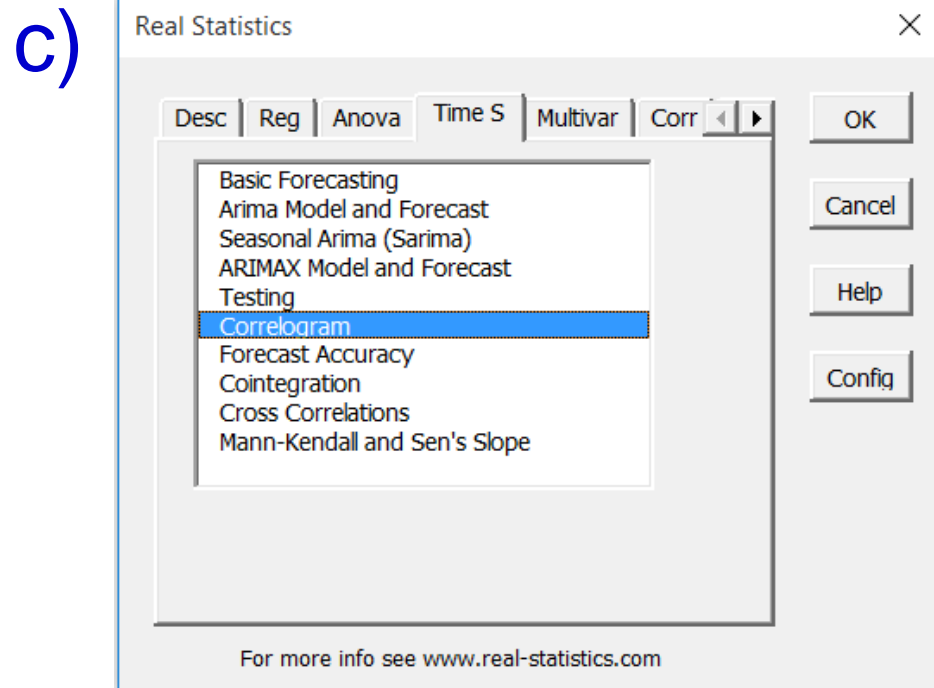 c)
Real Statistics
Desc Reg Anova Time S Multivar Corr
OK
Basic Forecasting
Arima Model and Forecast
Seasonal Arima (Sarima)
ARIMAX Model and Forecast
Testing
Correlogram
Forecast Accuracy
Cointegration
Cross Correlations
Mann-Kendall and Sen's Slope
Cancel
Help
Config
For more info see www.real-statistics.com